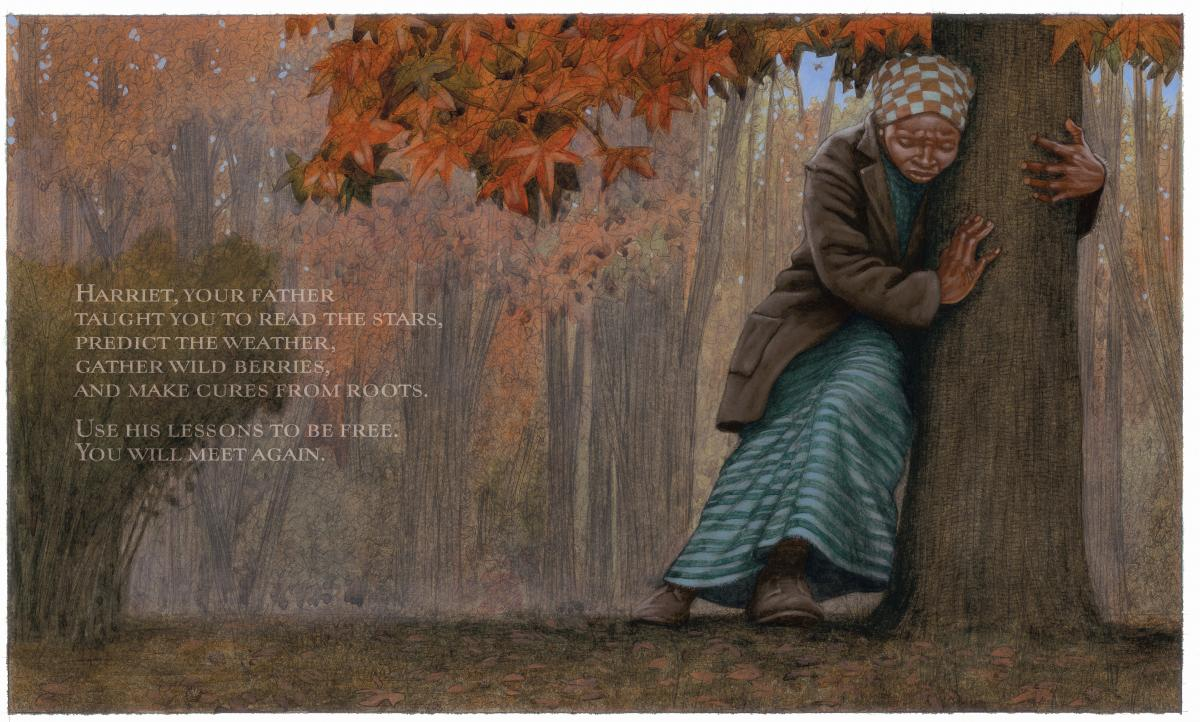 Harriet, your father
taught you to read the stars,
predict the weather,
gather wild berries,
and make cures from roots.
Use his lessons to be free.
You will meet again.